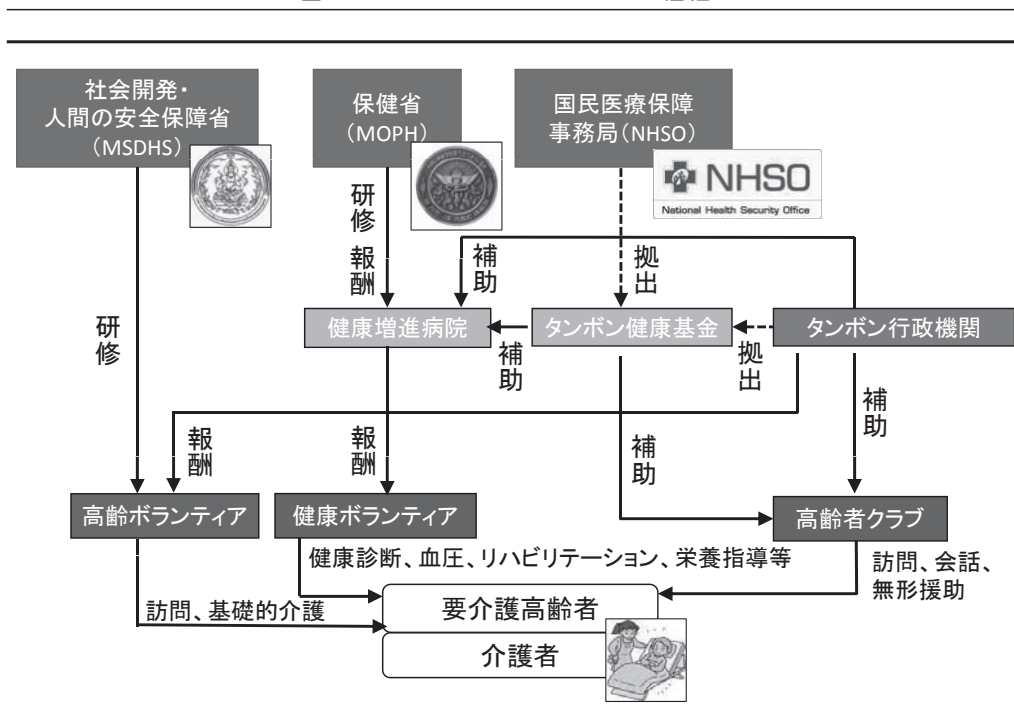 社会開発・
人間の安全保障省
(MSDHS)
保健省
(MOPH)
国民医療保障
事務局(NHSO)
NHSO
National Health Security Office
研修
報酬
補助
拠出
研修
健康増進病院
タンボン健康基金
タンボン行政機関
補助
拠出
報酬
報酬
補助
補助
高齢ボランティア
健康ボランティア
高齢者クラブ
健康診断、血圧、リハビリテーション、栄養指導等
訪問、会話、
無形援助
訪問、基礎的介護
要介護高齢者
介護者